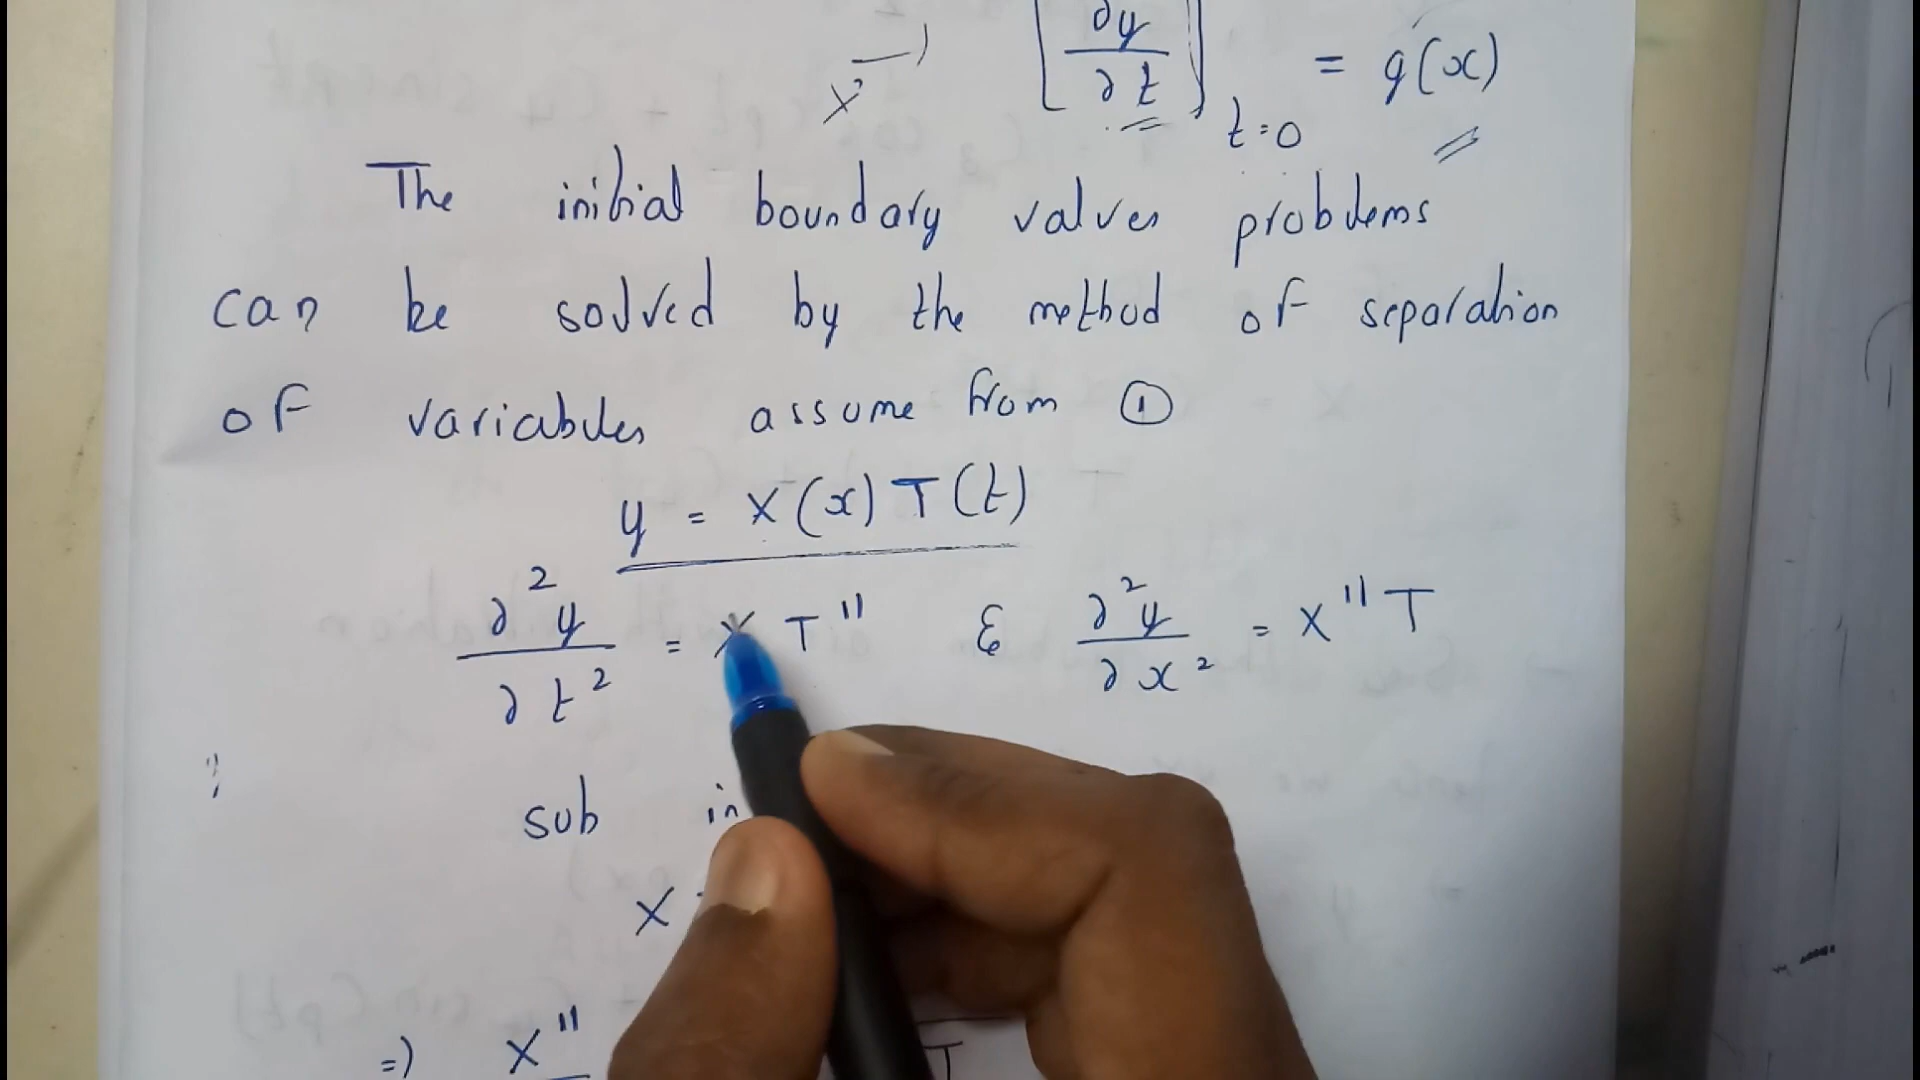 [∂y/∂t]t=0 = g(x)
The initial boundary values problems
can be solved by the method of separation
of variables assume from ①
y = X(x) T(t)
∂²y/∂t² = X T'' & ∂²y/∂x² = X'' T
sub in
X
=) X''
T